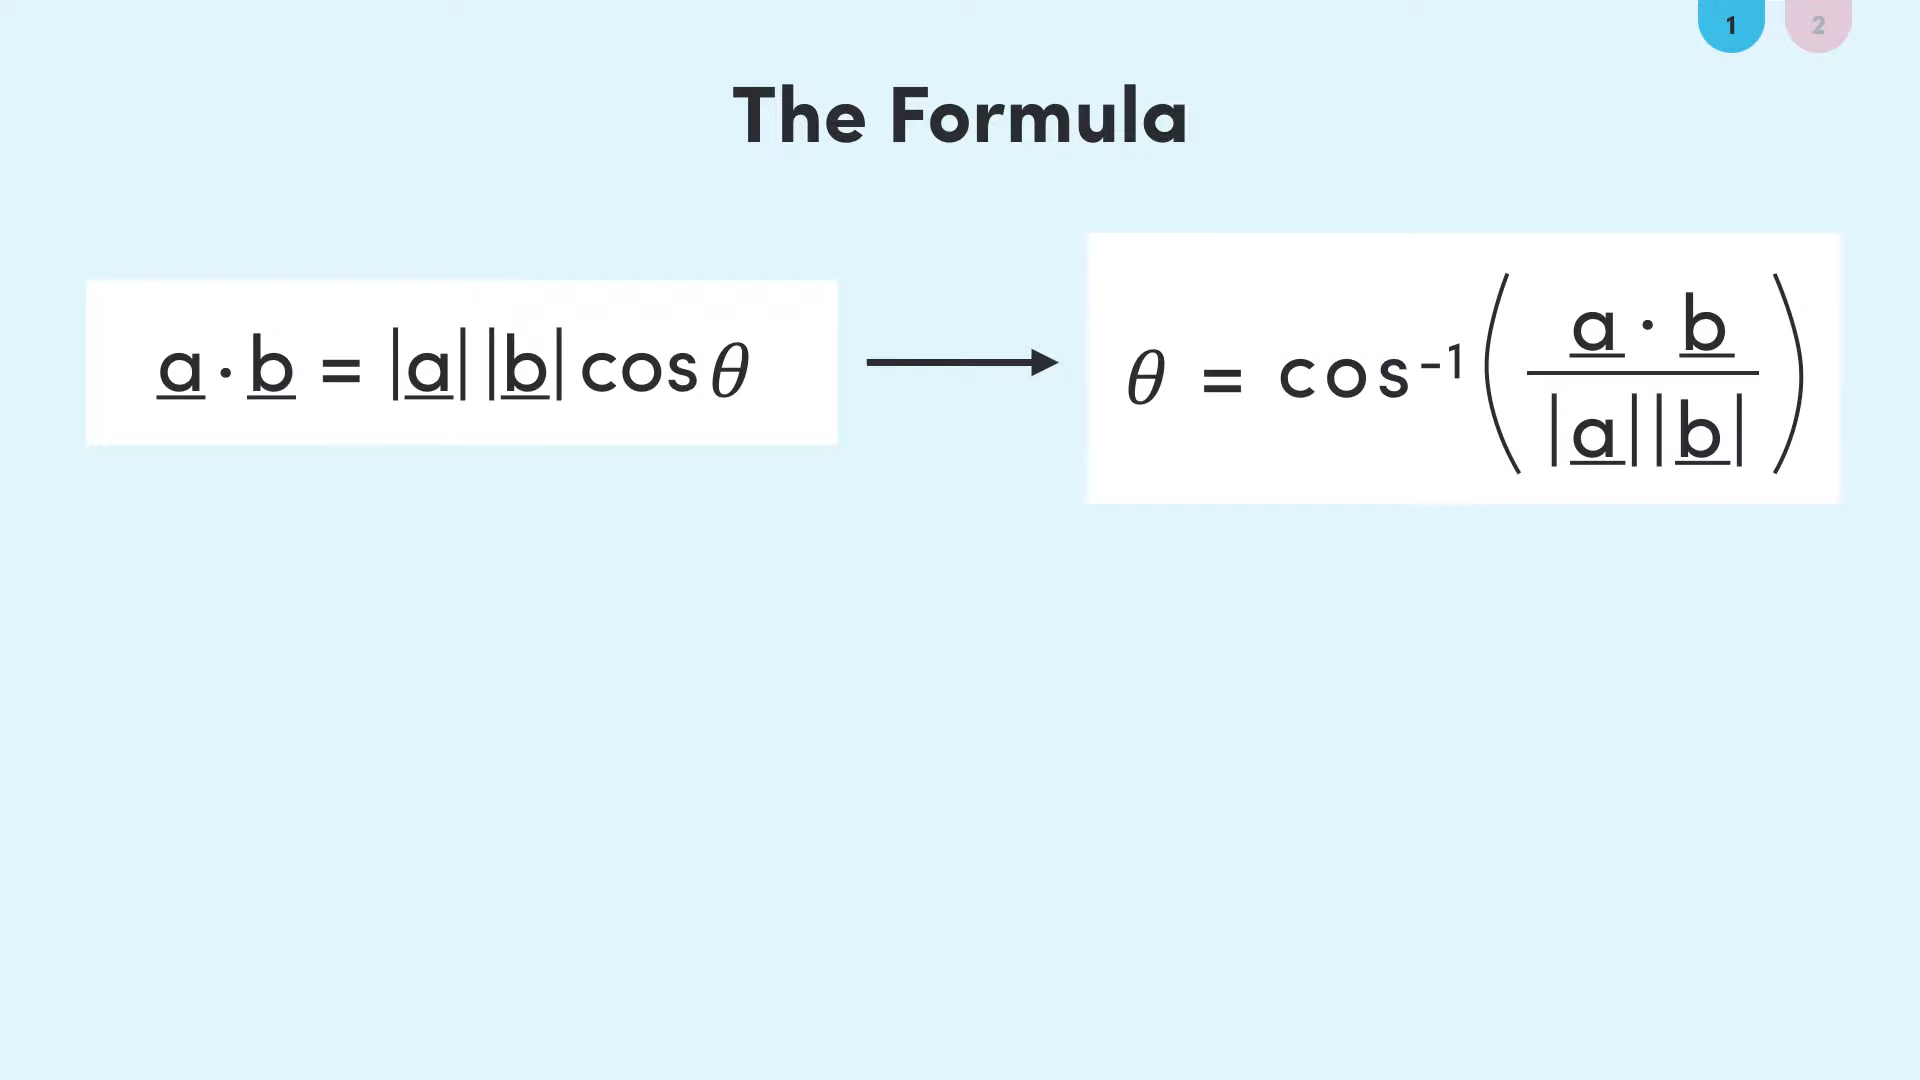 1 2
The Formula
a · b = |a| |b| cos θ
θ = cos⁻¹ ( a · b / |a| |b| )